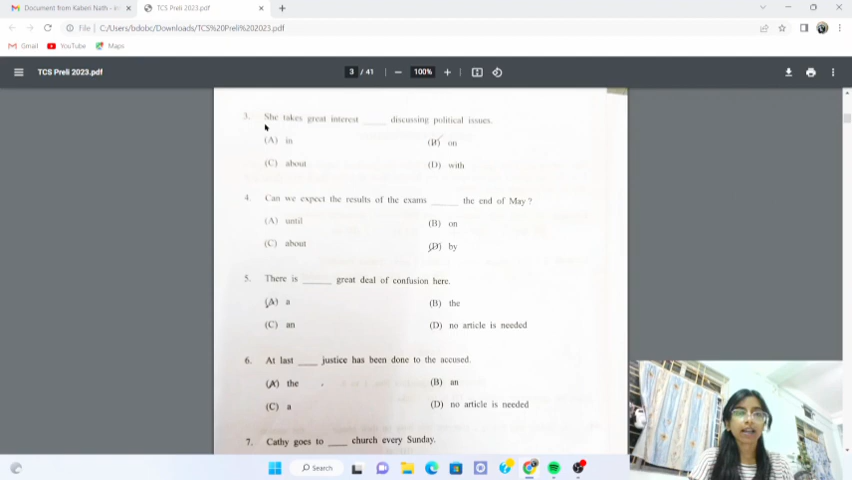 Document from Kaberi Nath - in
TCS Preli 2023.pdf
File | C:/Users/bdobc/Downloads/TCS%20Preli%202023.pdf
Gmail YouTube Maps
TCS Preli 2023.pdf 3 / 41 100%
3. She takes great interest _____ discussing political issues.
(A) in (B) on
(C) about (D) with
4. Can we expect the results of the exams _____ the end of May?
(A) until (B) on
(C) about (D) by
5. There is _____ great deal of confusion here.
(A) a (B) the
(C) an (D) no article is needed
6. At last _____ justice has been done to the accused.
(A) the (B) an
(C) a (D) no article is needed
7. Cathy goes to _____ church every Sunday.
Search